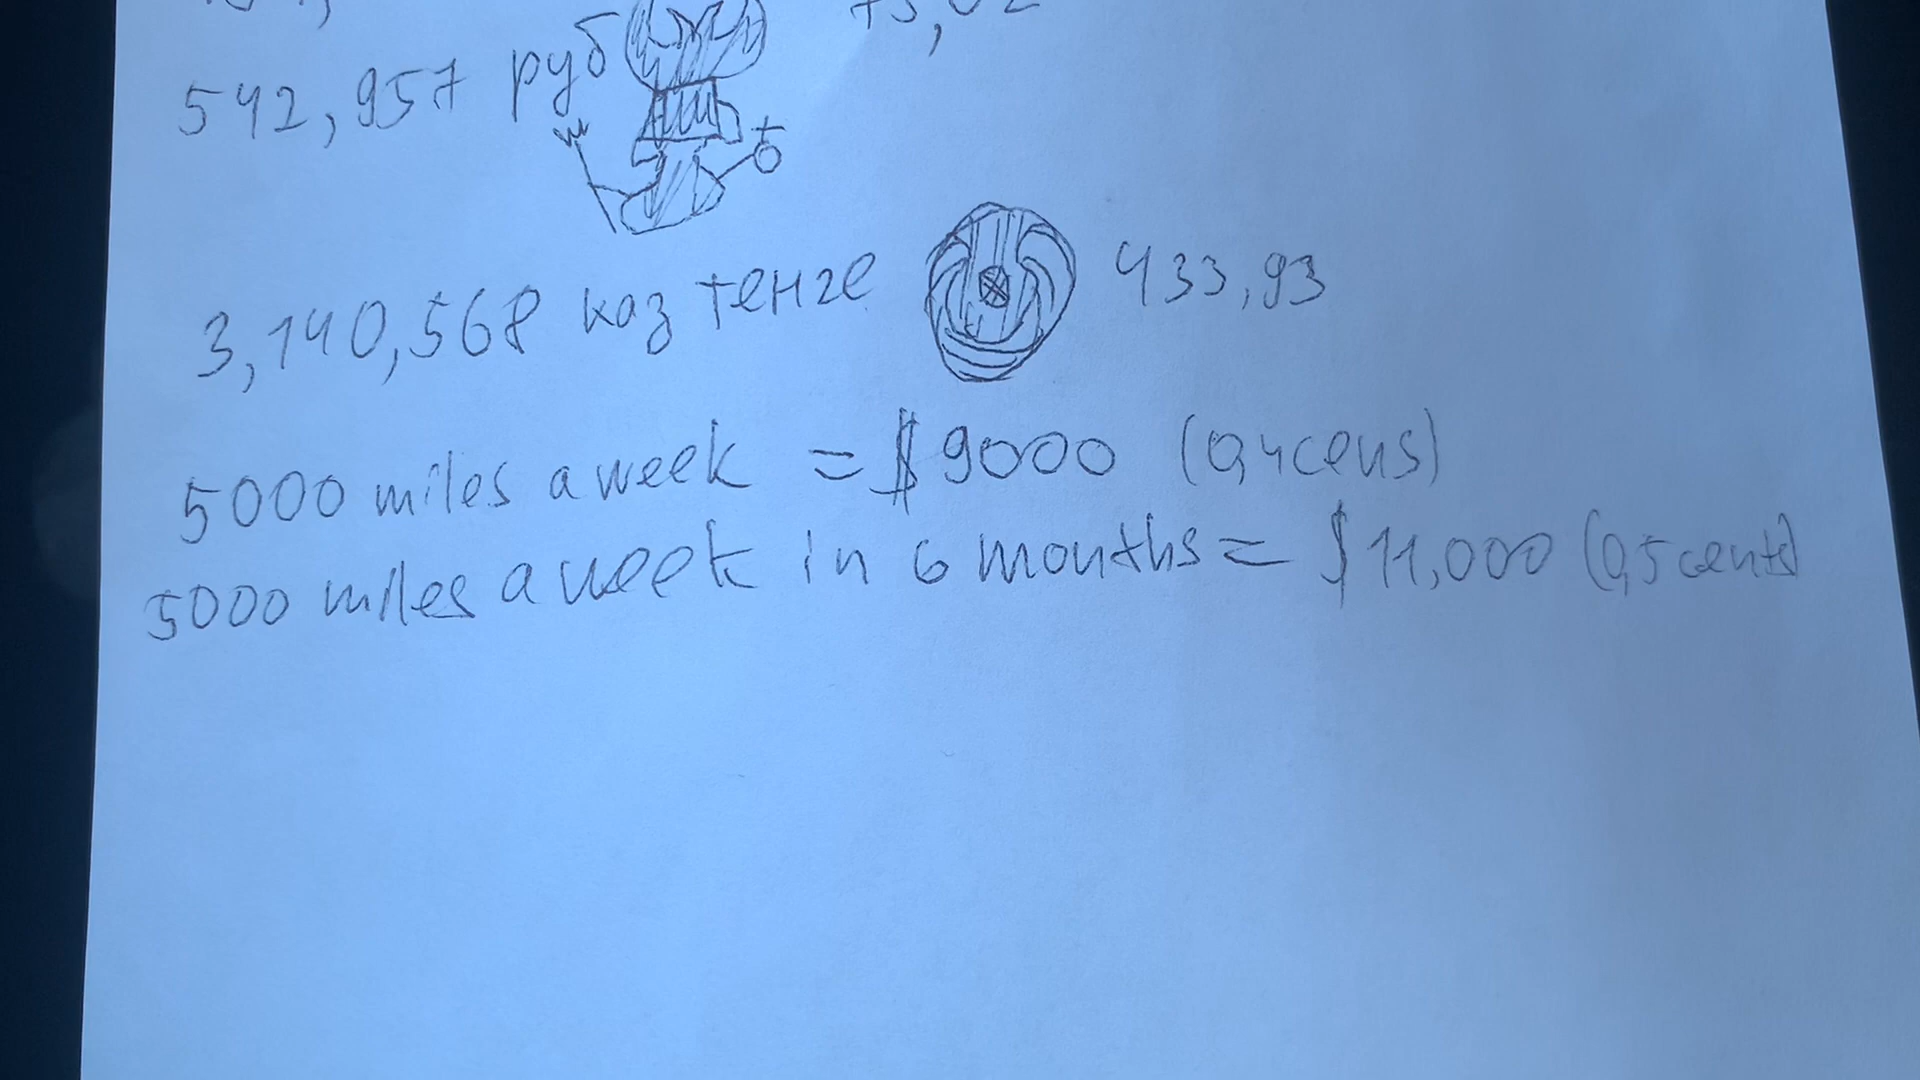 542,957 руб
3,140,568 каз тенге 433,93
5000 miles a week = $ 9000 (0,4 cens)
5000 miles a week in 6 months = $ 11,000 (0,5 cents)